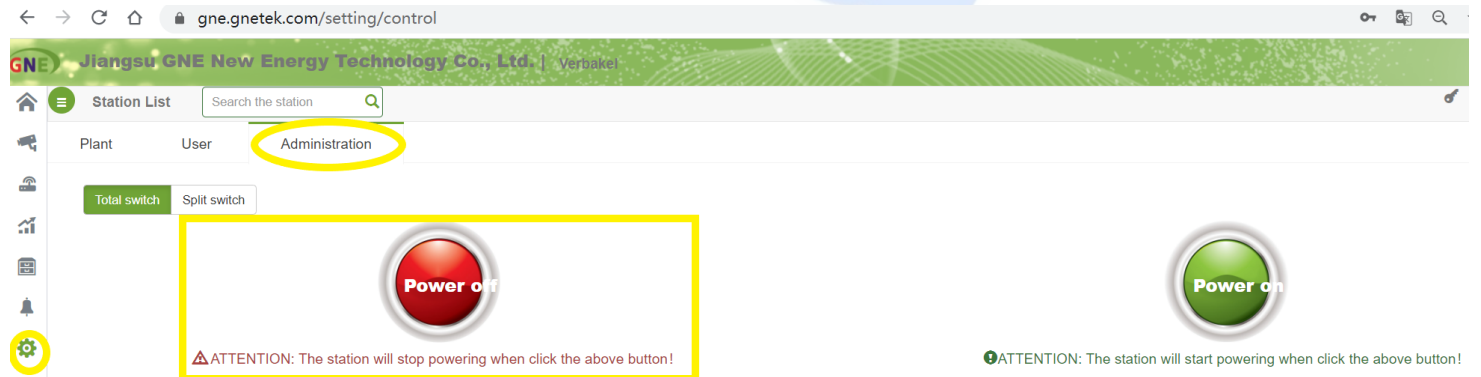 gne.gnetek.com/setting/control
GNE Jiangsu GNE New Energy Technology Co., Ltd. | Verbakel
Station List Search the station
Plant User Administration
Total switch Split switch
Power off Power on
ATTENTION: The station will stop powering when click the above button! ATTENTION: The station will start powering when click the above button!